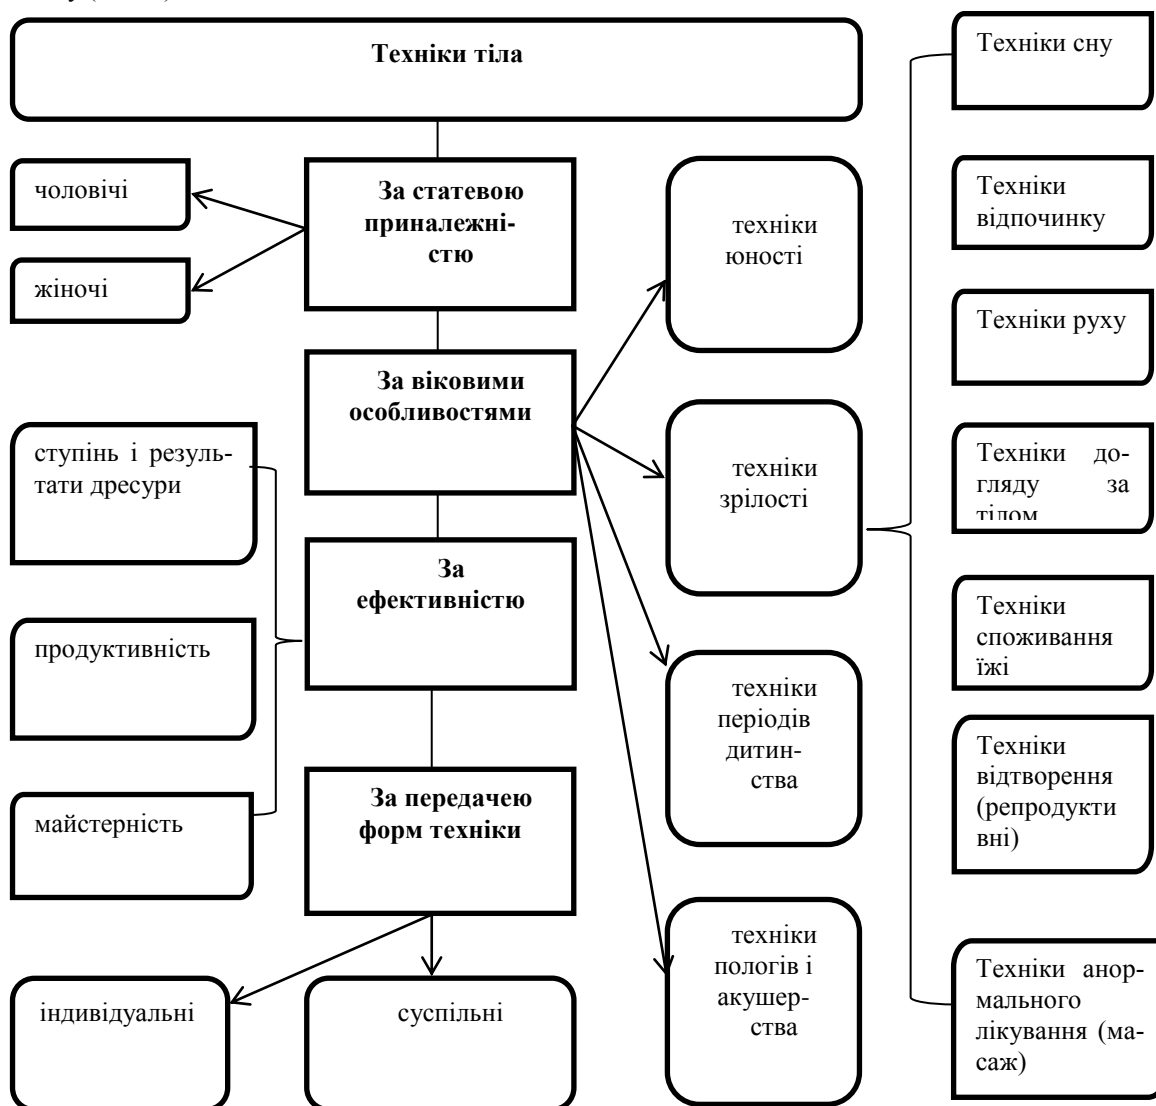 Техніки тіла
За статевою
приналежні-
стю
чоловічі
жіночі
За віковими
особливостями
ступінь і резуль-
тати дресури
продуктивність
майстерність
За
ефективністю
За передачею
форм техніки
індивідуальні
суспільні
техніки
юності
техніки
зрілості
техніки
періодів
дитин-
ства
техніки
пологів і
акушер-
ства
Техніки сну
Техніки
відпочинку
Техніки руху
Техніки до-
гляду за
тілом
Техніки
споживання
їжі
Техніки
відтворення
(репродукти
вні)
Техніки анор-
мального
лікування (ма-
саж)